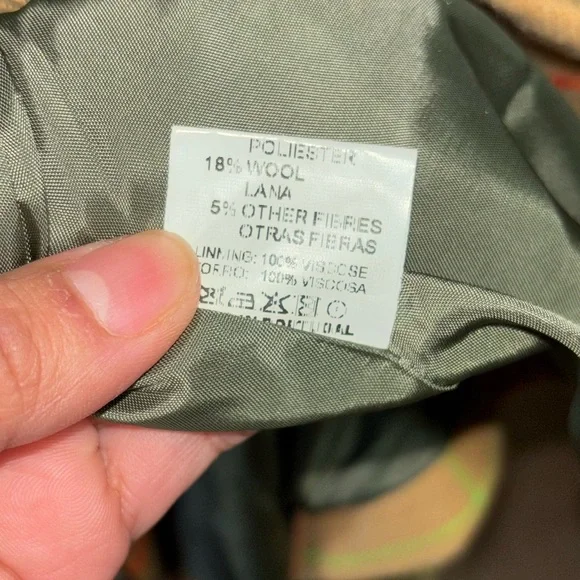 POLIESTER
18% WOOL
LANA
5% OTHER FIBRES
OTRAS FIBRAS
LINNING: 100% VISCOSE
FORRO: 100% VISCOSA